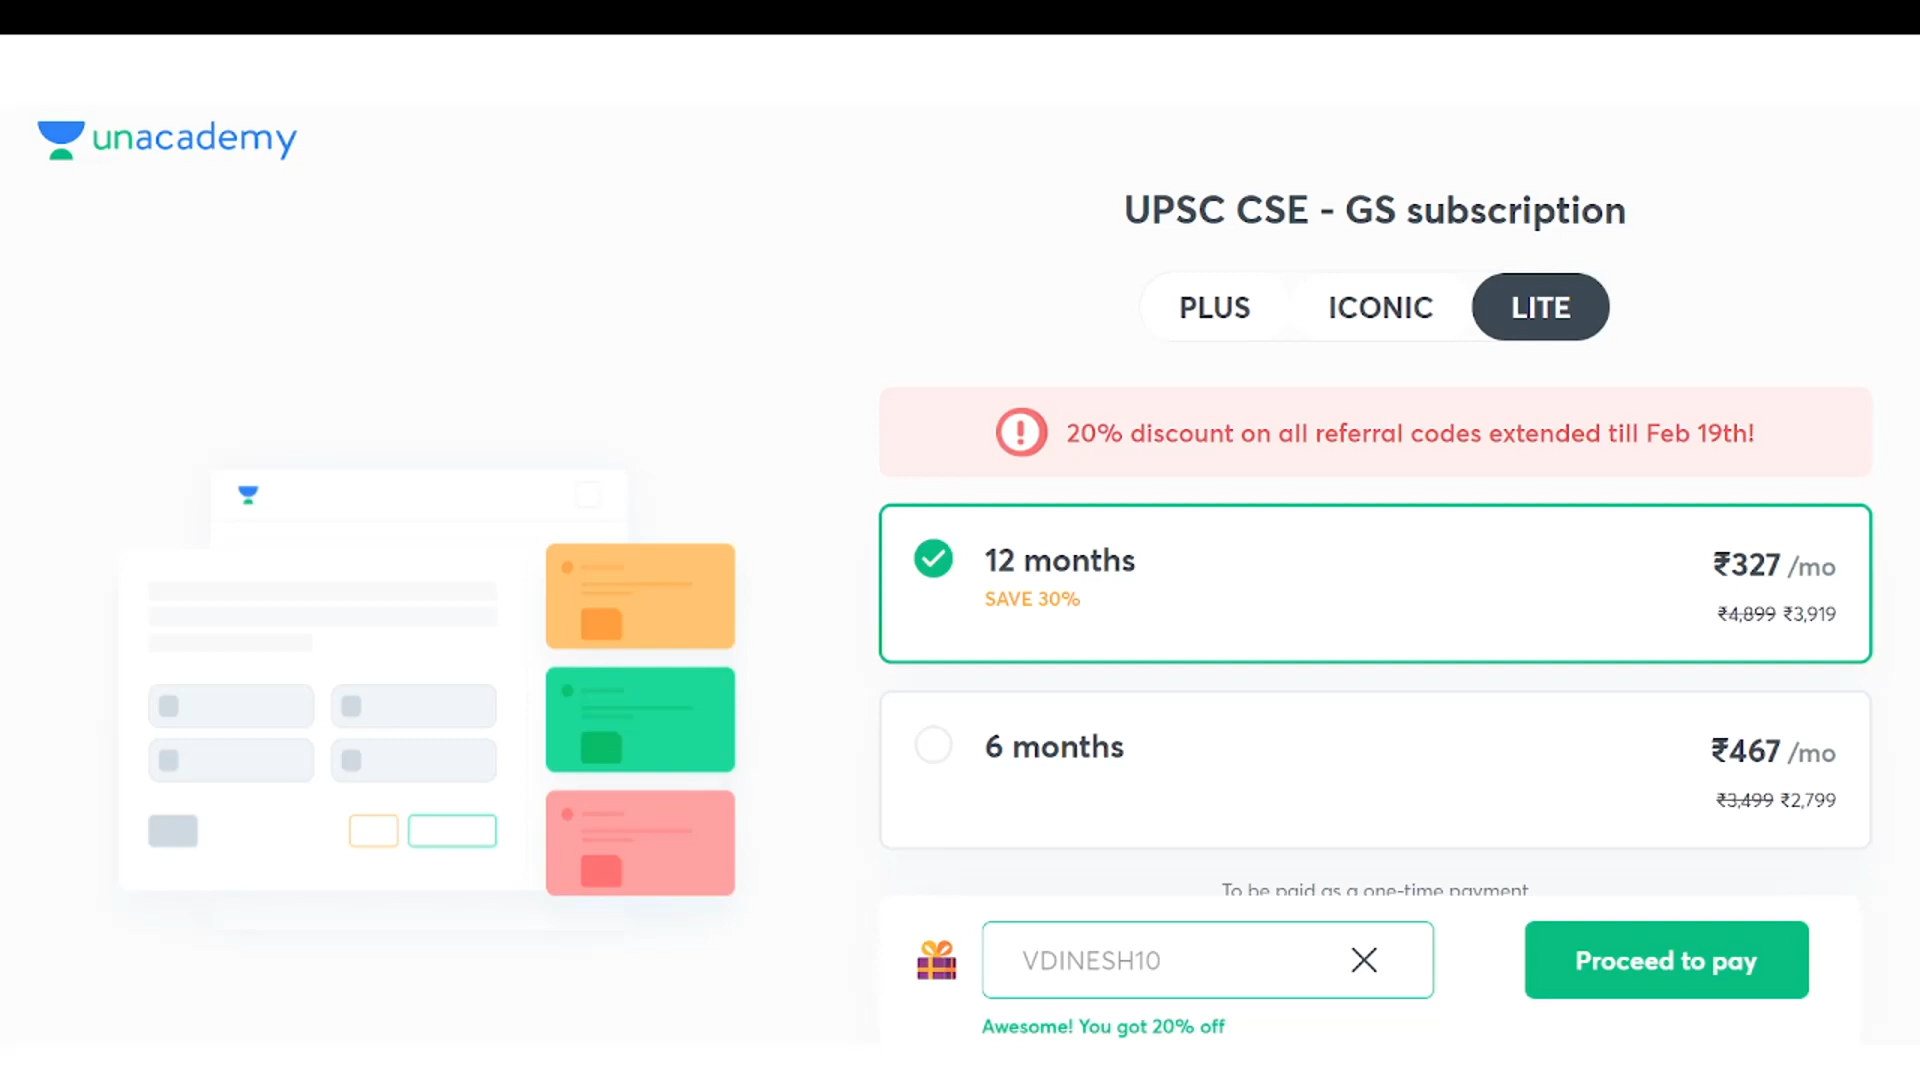 unacademy
UPSC CSE - GS subscription
PLUS ICONIC LITE
20% discount on all referral codes extended till Feb 19th!
12 months
SAVE 30%
₹327 /mo
₹4,899 ₹3,919
6 months
₹467 /mo
₹3,499 ₹2,799
To be paid as a one-time payment
VDINESH10
Proceed to pay
Awesome! You got 20% off